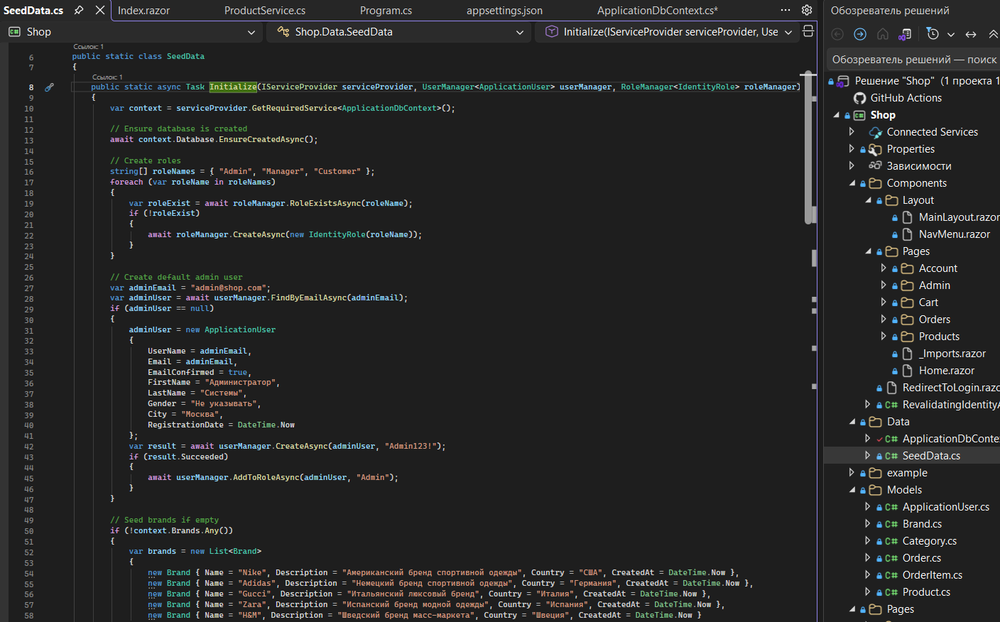 SeedData.cs
Index.razor
ProductService.cs
Program.cs
appsettings.json
ApplicationDbContext.cs*
Shop
Shop.Data.SeedData
Initialize(IServiceProvider serviceProvider, Use
Ссылок: 1
6 public static class SeedData
7 {
Ссылок: 1
8 public static async Task Initialize(IServiceProvider serviceProvider, UserManager<ApplicationUser> userManager, RoleManager<IdentityRole> roleManager)
9 {
10 var context = serviceProvider.GetRequiredService<ApplicationDbContext>();
11
12 // Ensure database is created
13 await context.Database.EnsureCreatedAsync();
14
15 // Create roles
16 string[] roleNames = { "Admin", "Manager", "Customer" };
17 foreach (var roleName in roleNames)
18 {
19 var roleExist = await roleManager.RoleExistsAsync(roleName);
20 if (!roleExist)
21 {
22 await roleManager.CreateAsync(new IdentityRole(roleName));
23 }
24 }
25
26 // Create default admin user
27 var adminEmail = "admin@shop.com";
28 var adminUser = await userManager.FindByEmailAsync(adminEmail);
29 if (adminUser == null)
30 {
31 adminUser = new ApplicationUser
32 {
33 UserName = adminEmail,
34 Email = adminEmail,
35 EmailConfirmed = true,
36 FirstName = "Администратор",
37 LastName = "Системы",
38 Gender = "Не указывать",
39 City = "Москва",
40 RegistrationDate = DateTime.Now
41 };
42 var result = await userManager.CreateAsync(adminUser, "Admin123!");
43 if (result.Succeeded)
44 {
45 await userManager.AddToRoleAsync(adminUser, "Admin");
46 }
47 }
48
49 // Seed brands if empty
50 if (!context.Brands.Any())
51 {
52 var brands = new List<Brand>
53 {
54 new Brand { Name = "Nike", Description = "Американский бренд спортивной одежды", Country = "США", CreatedAt = DateTime.Now },
55 new Brand { Name = "Adidas", Description = "Немецкий бренд спортивной одежды", Country = "Германия", CreatedAt = DateTime.Now },
56 new Brand { Name = "Gucci", Description = "Итальянский люксовый бренд", Country = "Италия", CreatedAt = DateTime.Now },
57 new Brand { Name = "Zara", Description = "Испанский бренд модной одежды", Country = "Испания", CreatedAt = DateTime.Now },
58 new Brand { Name = "H&M", Description = "Шведский бренд масс-маркета", Country = "Швеция", CreatedAt = DateTime.Now }
Обозреватель решений
Обозреватель решений — поиск
Решение "Shop" (1 проекта 1
GitHub Actions
C# Shop
Connected Services
Properties
Зависимости
Components
Layout
MainLayout.razor
NavMenu.razor
Pages
Account
Admin
Cart
Orders
Products
_Imports.razor
Home.razor
RedirectToLogin.razo
C# RevalidatingIdentityA
Data
C# ApplicationDbConte
C# SeedData.cs
example
Models
C# ApplicationUser.cs
C# Brand.cs
C# Category.cs
C# Order.cs
C# OrderItem.cs
C# Product.cs
Pages